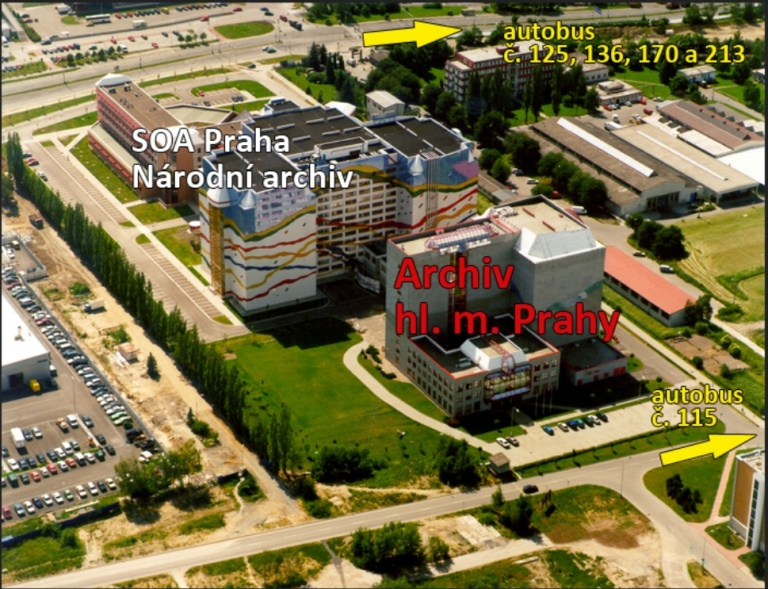 autobus
č. 125, 136, 170 a 213
SOA Praha
Národní archiv
Archiv
hl. m. Prahy
autobus
č. 115